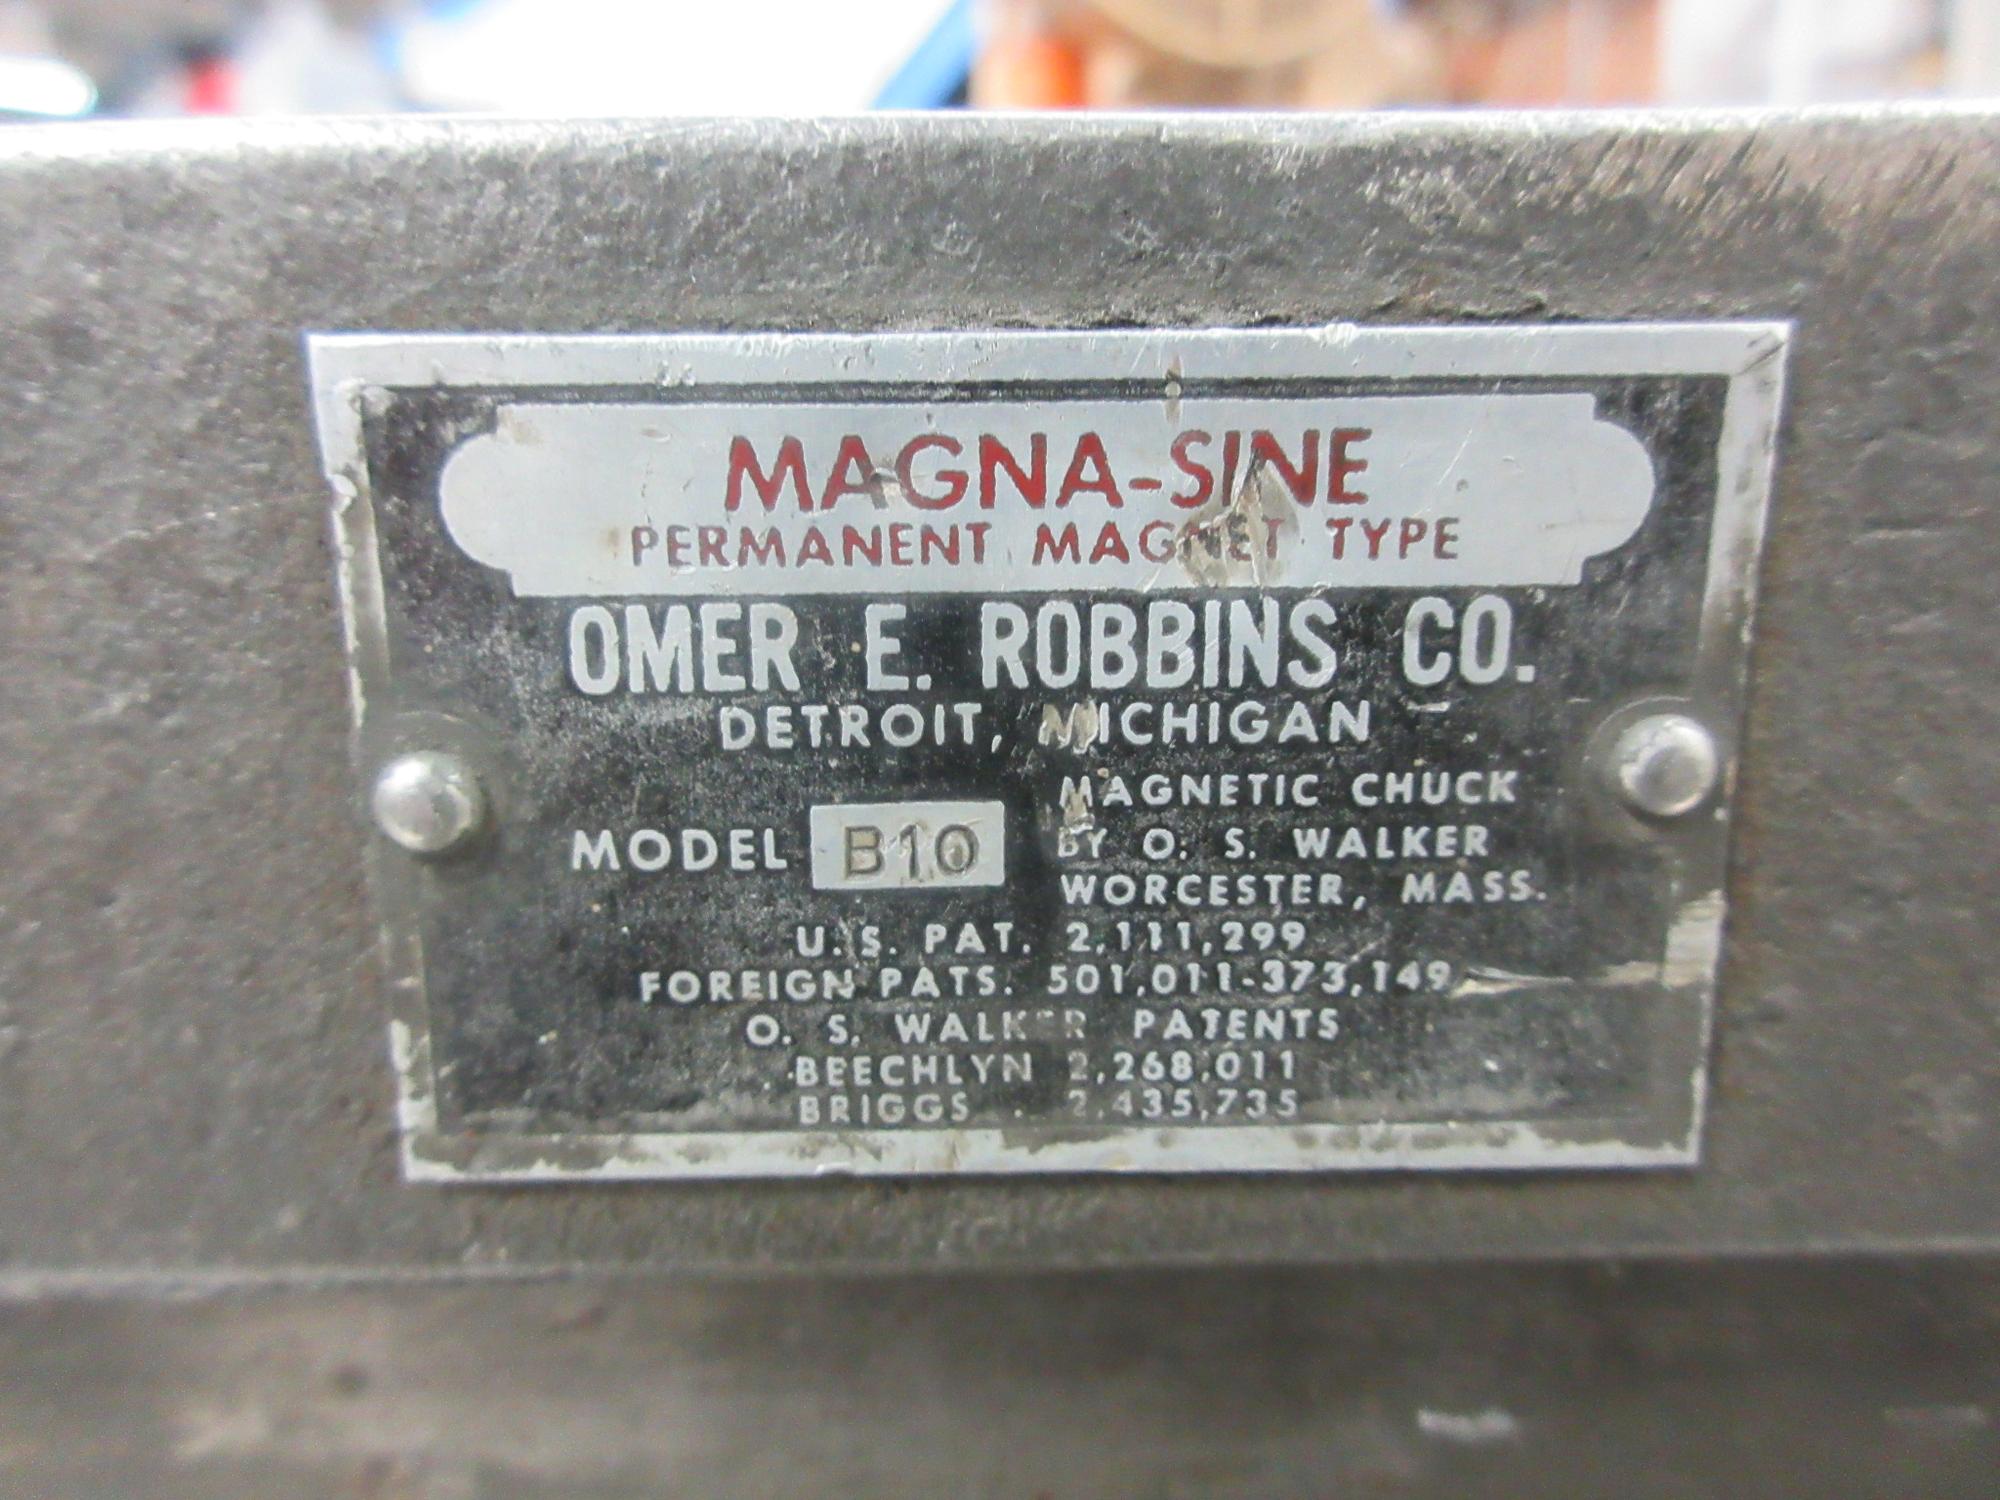 MAGNA-SINE
PERMANENT MAGNET TYPE
OMER E. ROBBINS CO.
DETROIT, MICHIGAN
MODEL B10
MAGNETIC CHUCK
BY O. S. WALKER
WORCESTER, MASS.
U.S. PAT. 2,111,299
FOREIGN PATS. 501,011-373,149
O. S. WALKER PATENTS
BEECHLYN 2,268,011
BRIGGS 2,435,735